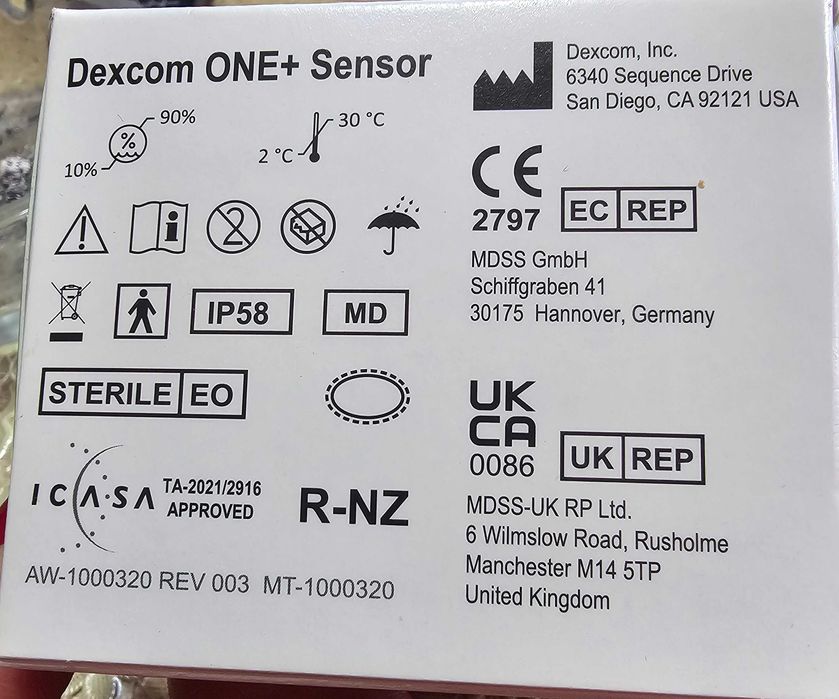 Dexcom ONE+ Sensor
90%
%
10%
30 °C
2 °C
i
2
IP58
MD
STERILE EO
ICASA TA-2021/2916
APPROVED
R-NZ
AW-1000320 REV 003 MT-1000320
Dexcom, Inc.
6340 Sequence Drive
San Diego, CA 92121 USA
CE
2797
EC REP
MDSS GmbH
Schiffgraben 41
30175 Hannover, Germany
UK
CA
0086
UK REP
MDSS-UK RP Ltd.
6 Wilmslow Road, Rusholme
Manchester M14 5TP
United Kingdom